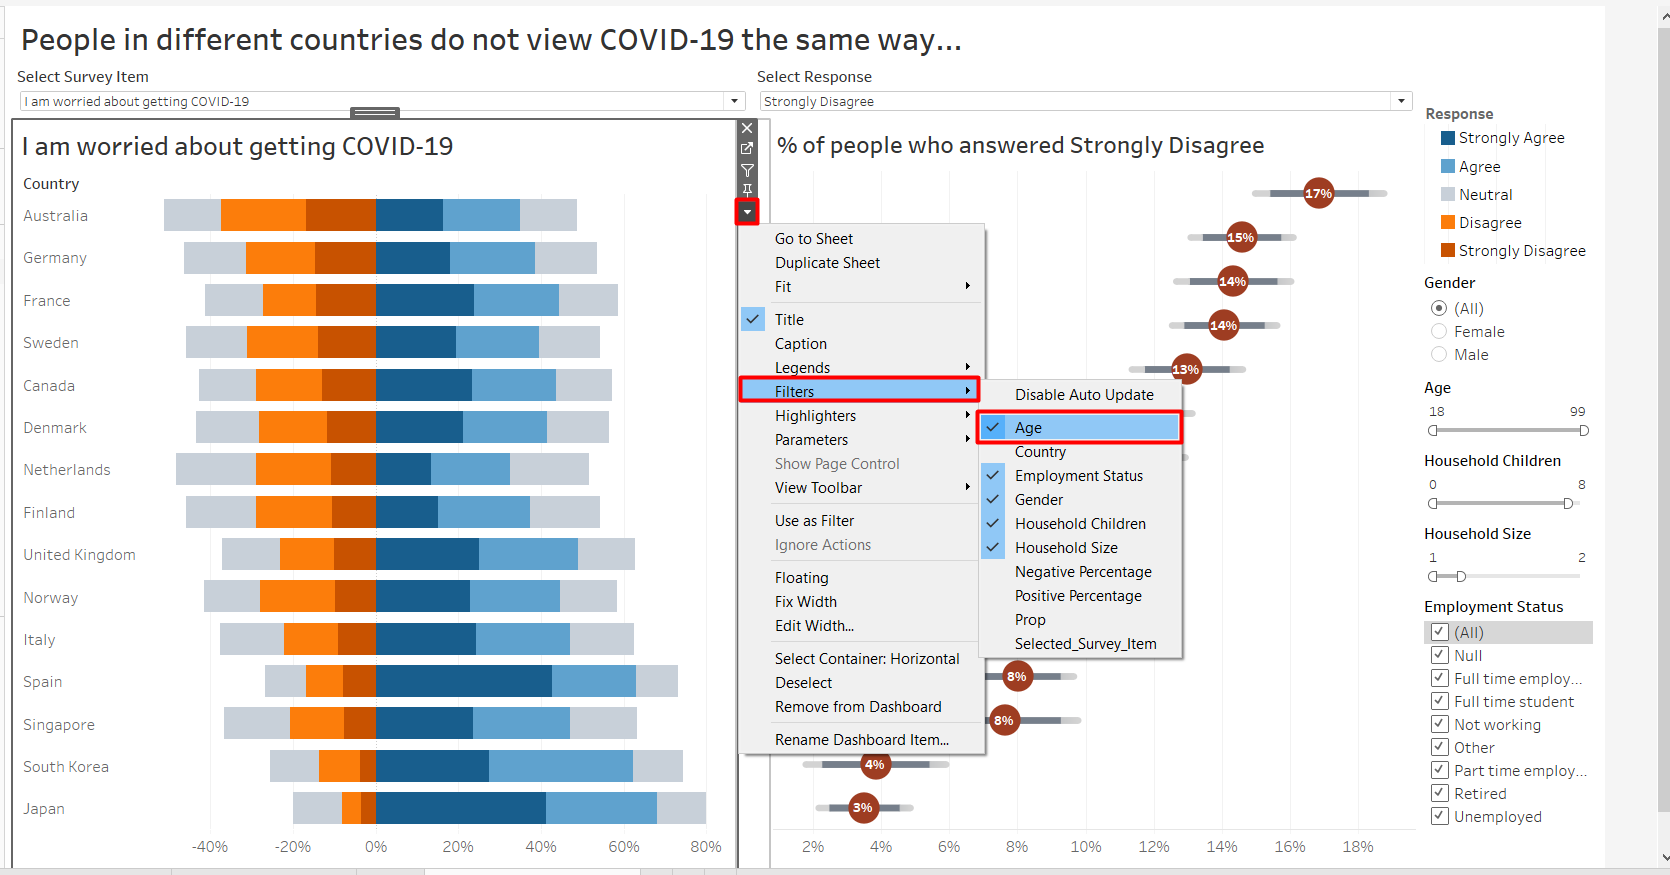 People in different countries do not view COVID-19 the same way...
Select Survey Item
I am worried about getting COVID-19
Select Response
Strongly Disagree
I am worried about getting COVID-19
Country
Australia
Germany
France
Sweden
Canada
Denmark
Netherlands
Finland
United Kingdom
Norway
Italy
Spain
Singapore
South Korea
Japan
-40% -20% 0% 20% 40% 60% 80%
Go to Sheet
Duplicate Sheet
Fit
Title
Caption
Legends
Filters
Highlighters
Parameters
Show Page Control
View Toolbar
Use as Filter
Ignore Actions
Floating
Fix Width
Edit Width...
Select Container: Horizontal
Deselect
Remove from Dashboard
Rename Dashboard Item...
Disable Auto Update
Age
Country
Employment Status
Gender
Household Children
Household Size
Negative Percentage
Positive Percentage
Prop
Selected_Survey_Item
% of people who answered Strongly Disagree
17%
15%
14%
14%
13%
8%
8%
4%
3%
2% 4% 6% 8% 10% 12% 14% 16% 18%
Response
Strongly Agree
Agree
Neutral
Disagree
Strongly Disagree
Gender
(All)
Female
Male
Age
18 99
Household Children
0 8
Household Size
1 2
Employment Status
(All)
Null
Full time employ...
Full time student
Not working
Other
Part time employ...
Retired
Unemployed